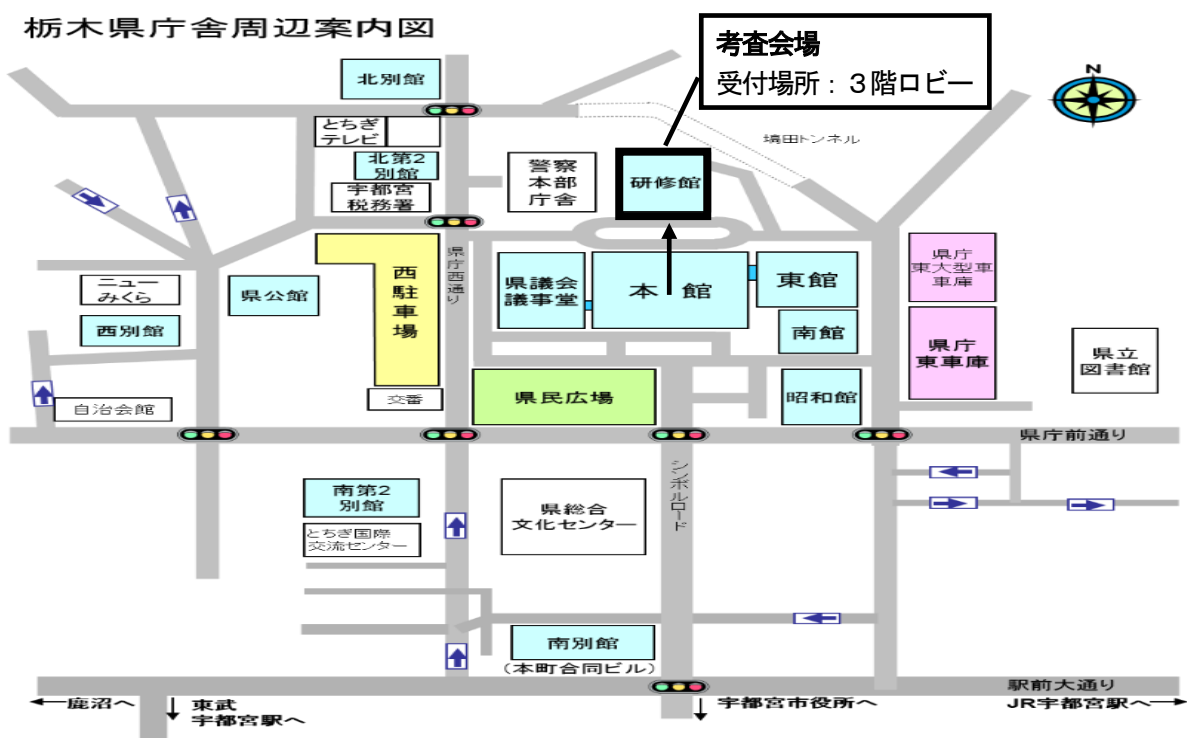 栃木県庁舎周辺案内図
考査会場
受付場所：３階ロビー
N
北別館
とちぎ
テレビ
北第2
別館
宇都宮
税務署
警察
本部
庁舎
研修館
塙田トンネル
県庁西通り
西駐車場
ニュー
みくら
県公館
西別館
自治会館
交番
県議会
議事堂
本館
東館
南館
県庁
東大型車
車庫
県庁
東車庫
県立
図書館
県民広場
昭和館
県庁前通り
南第2
別館
とちぎ国際
交流センター
県総合
文化センター
シンボルロード
南別館
(本町合同ビル)
駅前大通り
鹿沼へ
東武
宇都宮駅へ
宇都宮市役所へ
JR宇都宮駅へ